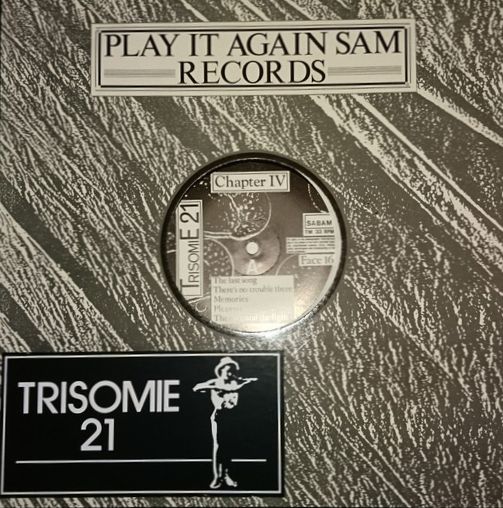 PLAY IT AGAIN SAM
RECORDS
Chapter IV
TRISOMIE 21
SABAM
TM 33 RPM
A
Face 16
The last song
There's no trouble there
Memories
The
TRISOMIE
21